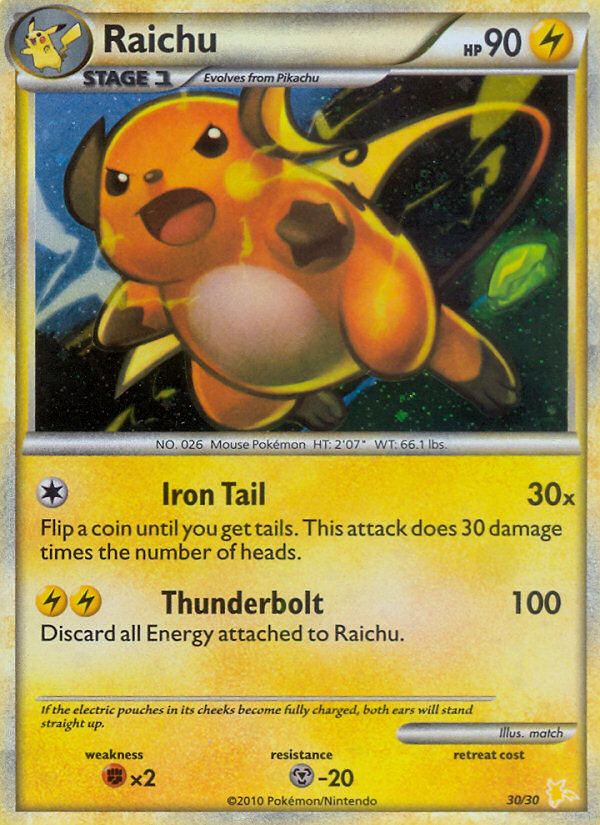 Raichu
HP 90
STAGE 1
Evolves from Pikachu
NO. 026 Mouse Pokémon HT: 2'07" WT: 66.1 lbs.
Iron Tail 30x
Flip a coin until you get tails. This attack does 30 damage
times the number of heads.
Thunderbolt 100
Discard all Energy attached to Raichu.
If the electric pouches in its cheeks become fully charged, both ears will stand
straight up.
Illus. match
weakness resistance retreat cost
x2 -20
©2010 Pokémon/Nintendo 30/30